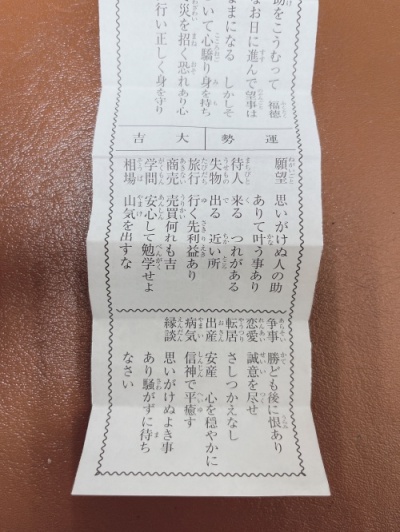 助をこうむって　福徳
なお日に進んで望事は
ままになる　しかしそ
いて心驕り身を持ち
災を招く恐れあり心
行い正しく身を守り
運勢　大吉
願望　思いがけぬ人の助
ありて叶う事あり
待人　来る　つれがある
失物　出る　近い所
旅行　行く先利益あり
商売　売買何れも吉
学問　安心して勉学せよ
相場　山気を出すな
争事　勝ども後に恨あり
恋愛　誠意を尽せ
転居　さしつかえなし
出産　安産　心を穏やかに
病気　信神で平癒す
縁談　思いがけぬよき事
あり騒がずに待ち
なさい